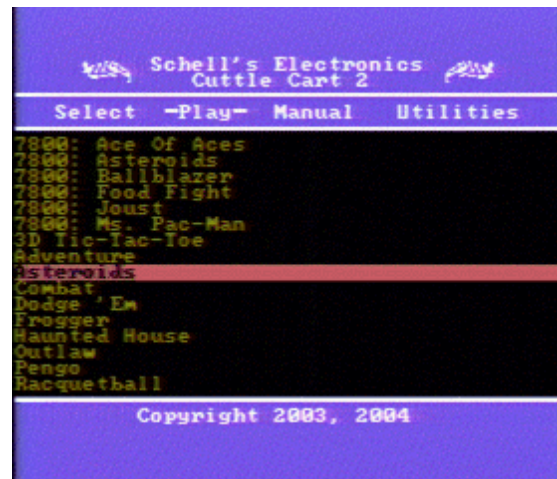 Schell's Electronics
Cuttle Cart 2
Select -Play- Manual Utilities
7800: Ace Of Aces
7800: Asteroids
7800: Ballblazer
7800: Food Fight
7800: Joust
7800: Ms. Pac-Man
3D Tic-Tac-Toe
Adventure
Asteroids
Combat
Dodge 'Em
Frogger
Haunted House
Outlaw
Pengo
Racquetball
Copyright 2003, 2004